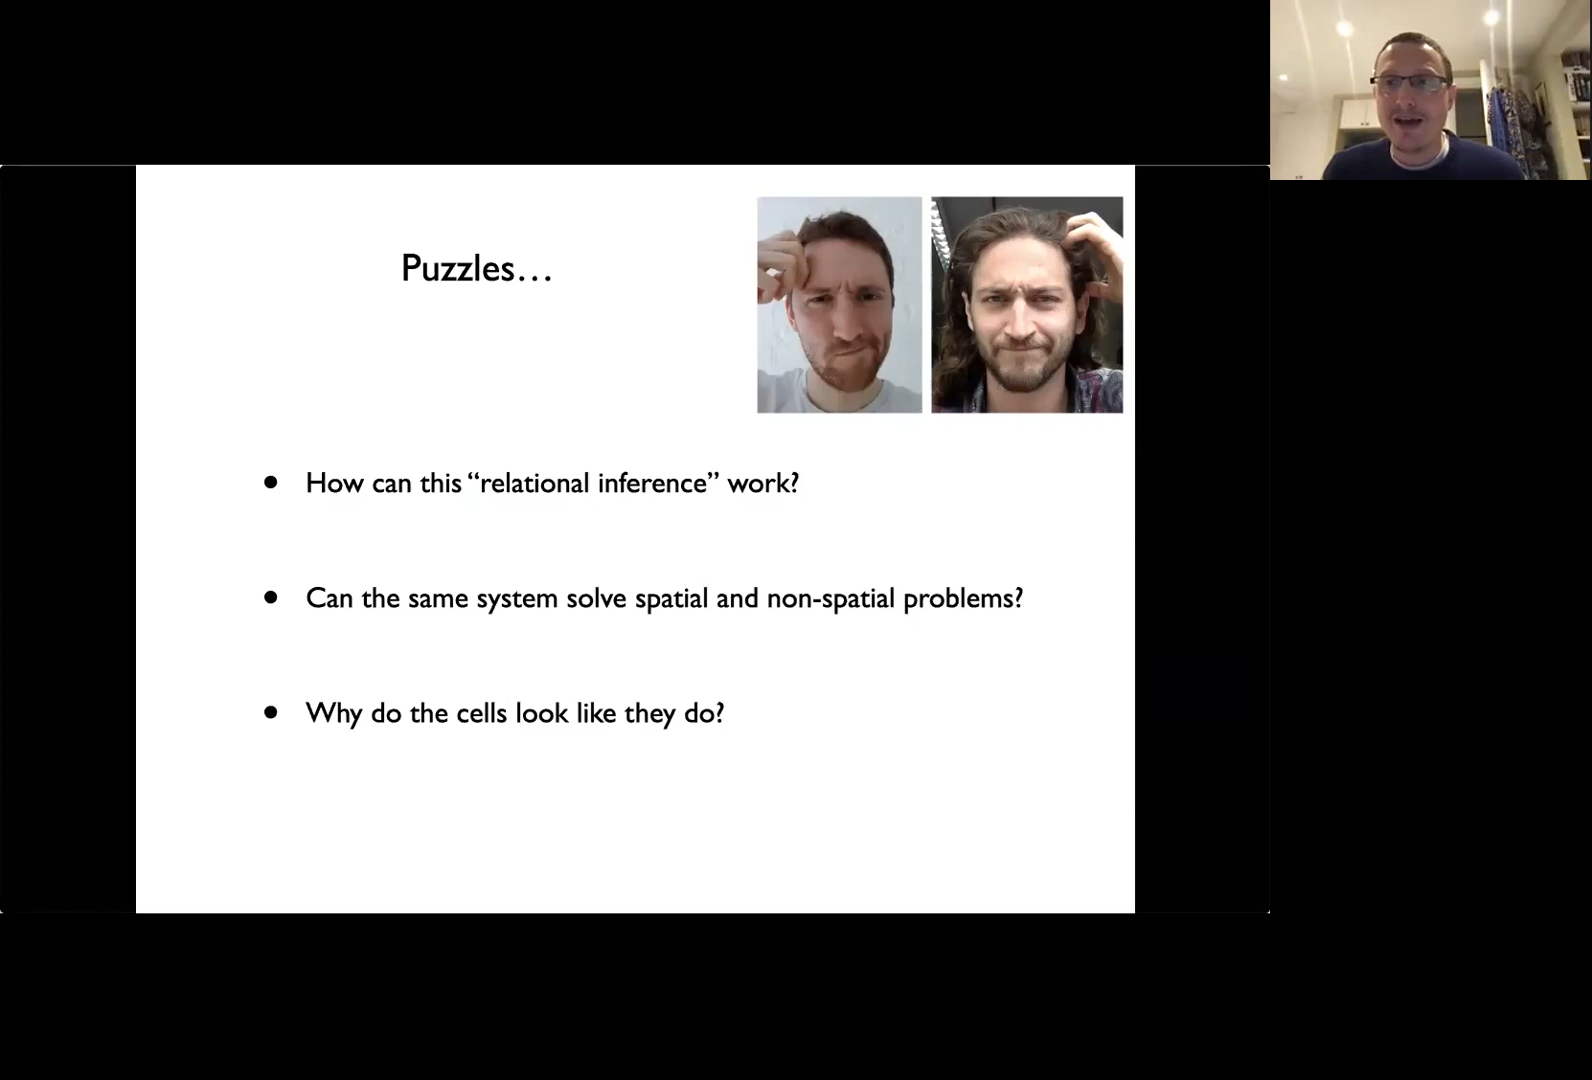 Puzzles…
How can this “relational inference” work?
Can the same system solve spatial and non-spatial problems?
Why do the cells look like they do?